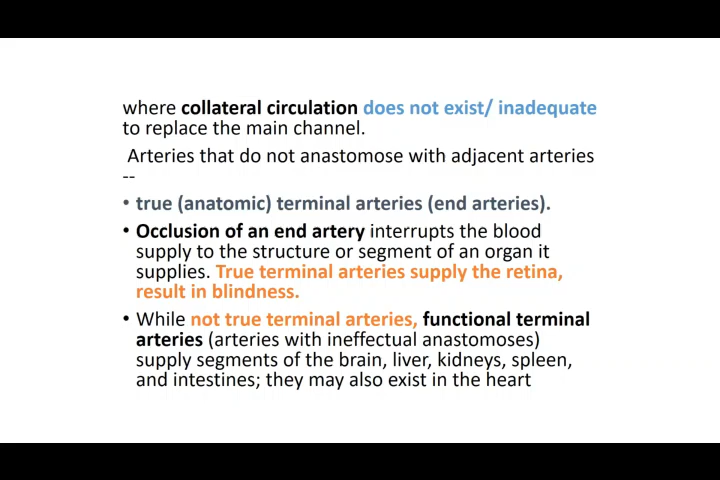 where collateral circulation does not exist/ inadequate
to replace the main channel.
Arteries that do not anastomose with adjacent arteries
--
• true (anatomic) terminal arteries (end arteries).
• Occlusion of an end artery interrupts the blood
supply to the structure or segment of an organ it
supplies. True terminal arteries supply the retina,
result in blindness.
• While not true terminal arteries, functional terminal
arteries (arteries with ineffectual anastomoses)
supply segments of the brain, liver, kidneys, spleen,
and intestines; they may also exist in the heart